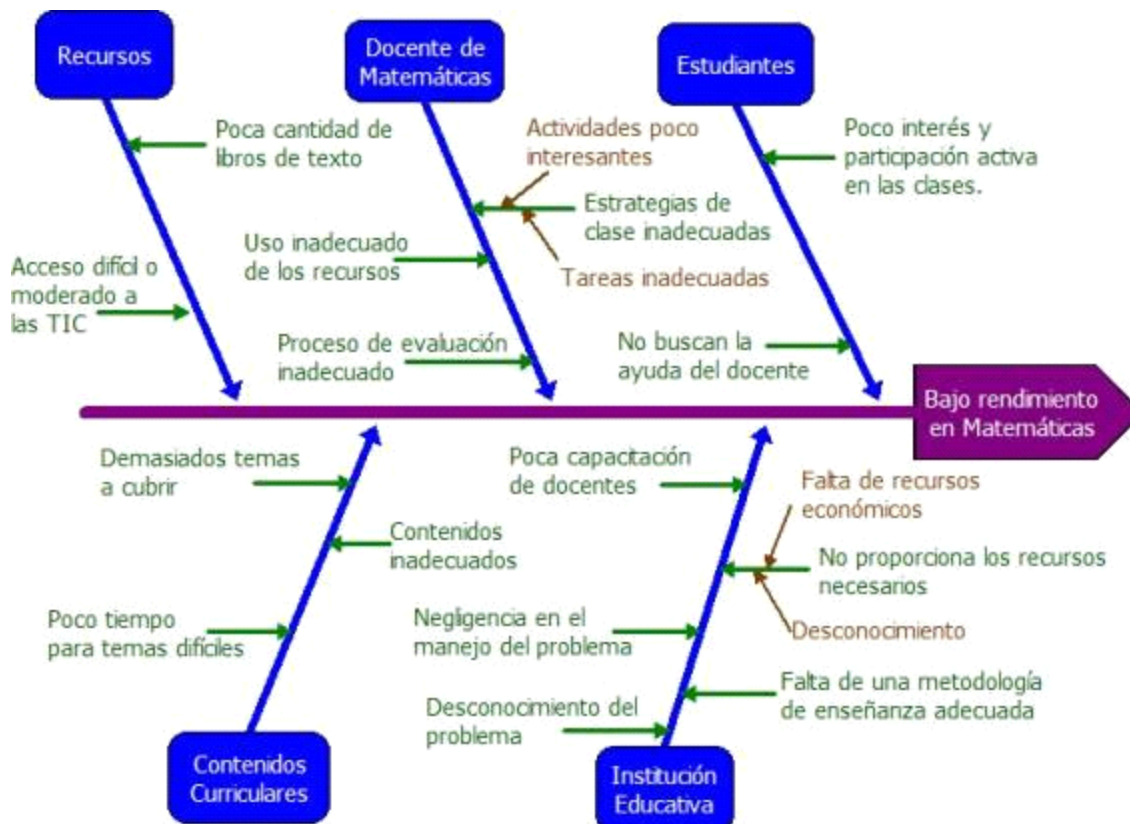 Recursos
Docente de
Matemáticas
Estudiantes
Poca cantidad de
libros de texto
Actividades poco
interesantes
Poco interés y
participación activa
en las clases.
Estrategias de
clase inadecuadas
Uso inadecuado
de los recursos
Tareas inadecuadas
Acceso difícil o
moderado a
las TIC
Proceso de evaluación
inadecuado
No buscan la
ayuda del docente
Bajo rendimiento
en Matemáticas
Demasiados temas
a cubrir
Poca capacitación
de docentes
Falta de recursos
económicos
Contenidos
inadecuados
No proporciona los recursos
necesarios
Poco tiempo
para temas difíciles
Negligencia en el
manejo del problema
Desconocimiento
Falta de una metodología
de enseñanza adecuada
Desconocimiento del
problema
Contenidos
Curriculares
Institución
Educativa